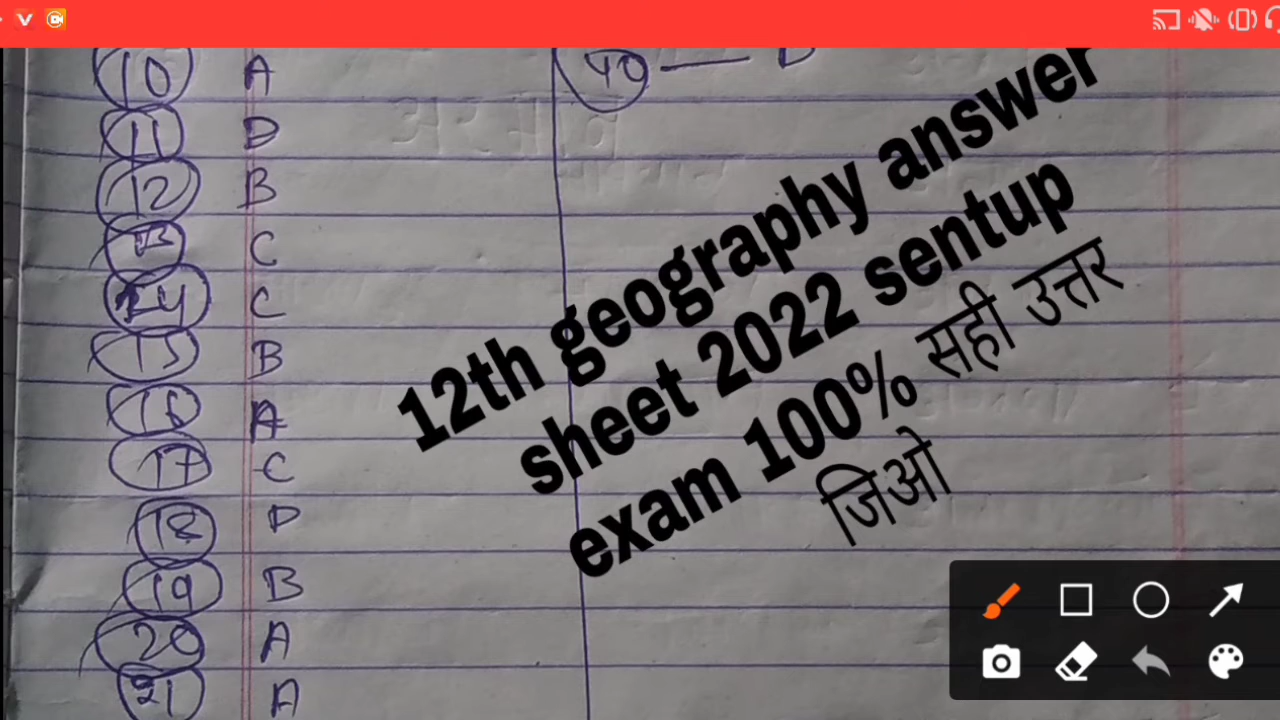 10 A
11 D
12 B
13 C
14 C
15 B
16 A
17 C
18 D
19 B
20 A
21 A
40 — D
12th geography answer
sheet 2022 sentup
exam 100% सही उत्तर
जिओ